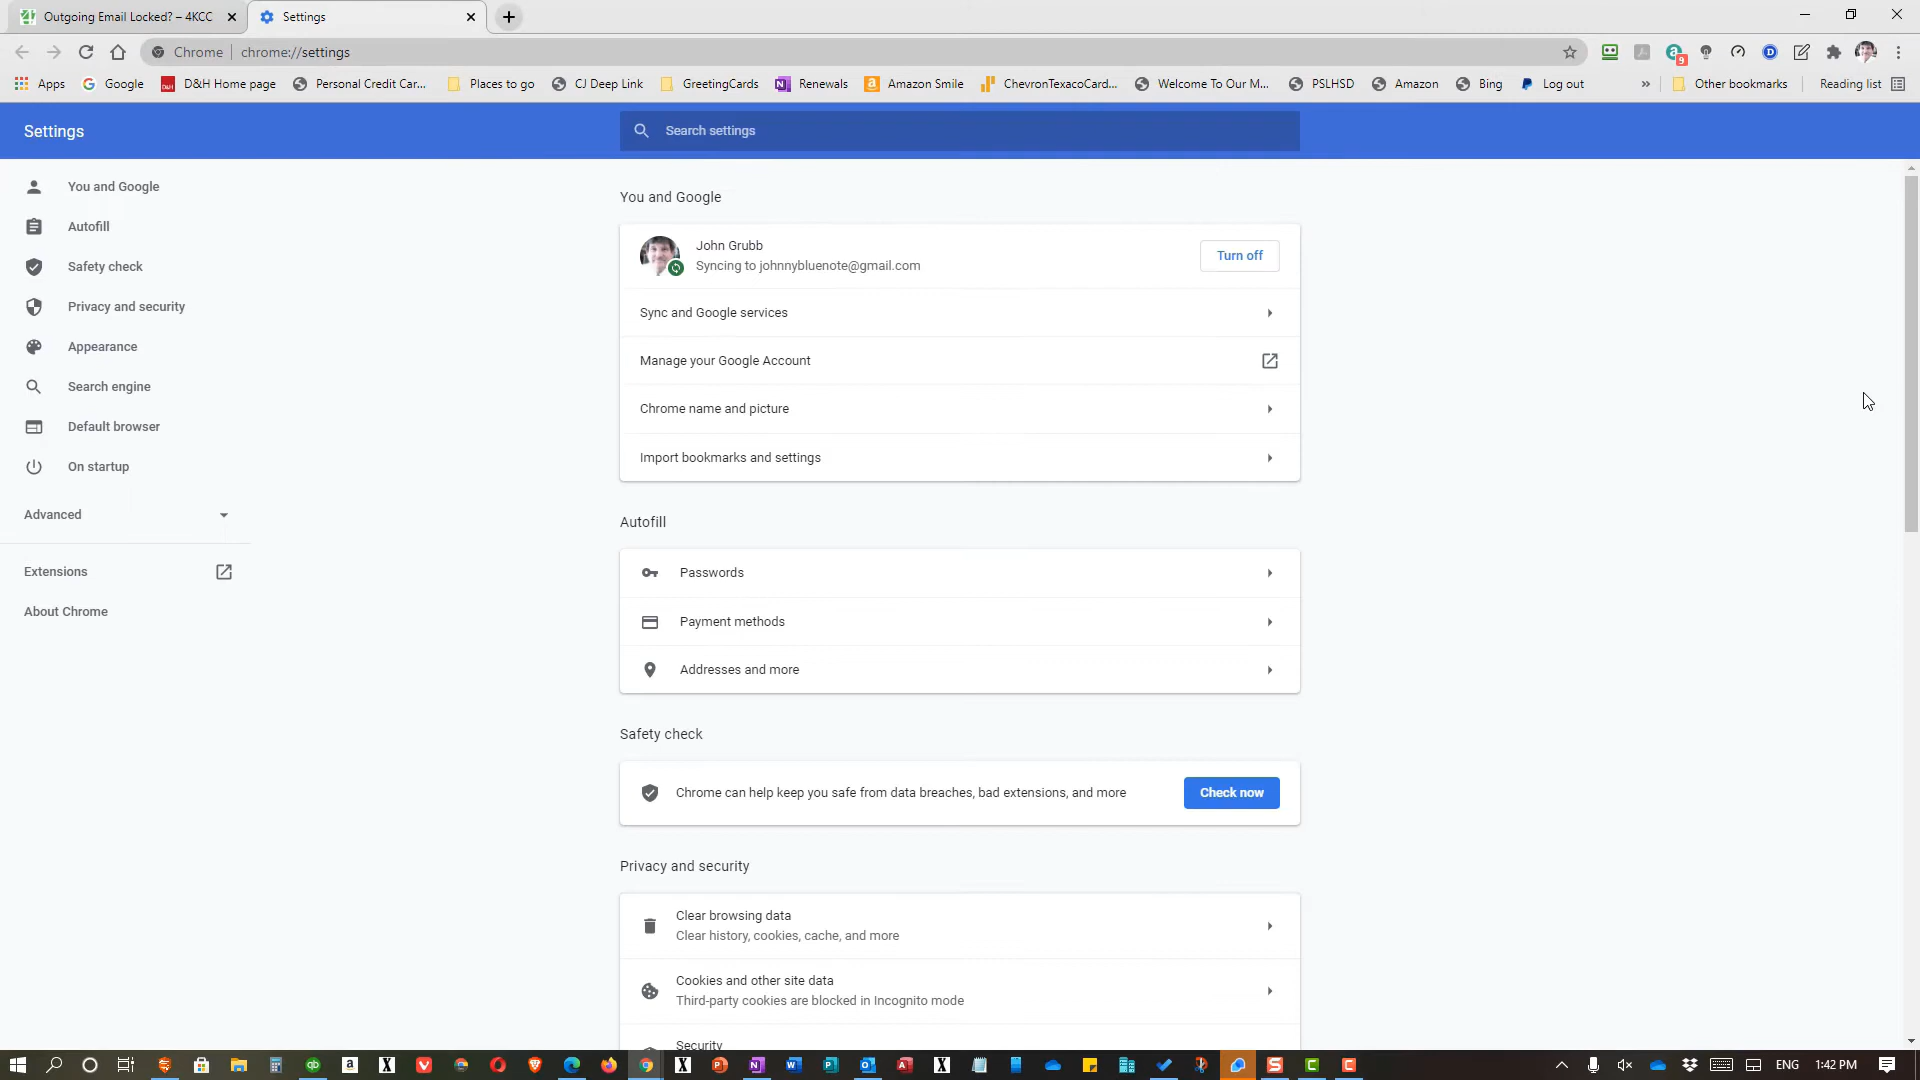 Outgoing Email Locked? – 4KCC
Settings
Chrome chrome://settings
9
D
Apps Google D&H Home page Personal Credit Car... Places to go CJ Deep Link GreetingCards Renewals Amazon Smile ChevronTexacoCard... Welcome To Our M... PSLHSD Amazon Bing Log out » Other bookmarks Reading list
Settings
Search settings
You and Google
Autofill
Safety check
Privacy and security
Appearance
Search engine
Default browser
On startup
Advanced
Extensions
About Chrome
You and Google
John Grubb
Syncing to johnnybluenote@gmail.com
Turn off
Sync and Google services
Manage your Google Account
Chrome name and picture
Import bookmarks and settings
Autofill
Passwords
Payment methods
Addresses and more
Safety check
Chrome can help keep you safe from data breaches, bad extensions, and more
Check now
Privacy and security
Clear browsing data
Clear history, cookies, cache, and more
Cookies and other site data
Third-party cookies are blocked in Incognito mode
Security
ENG 1:42 PM